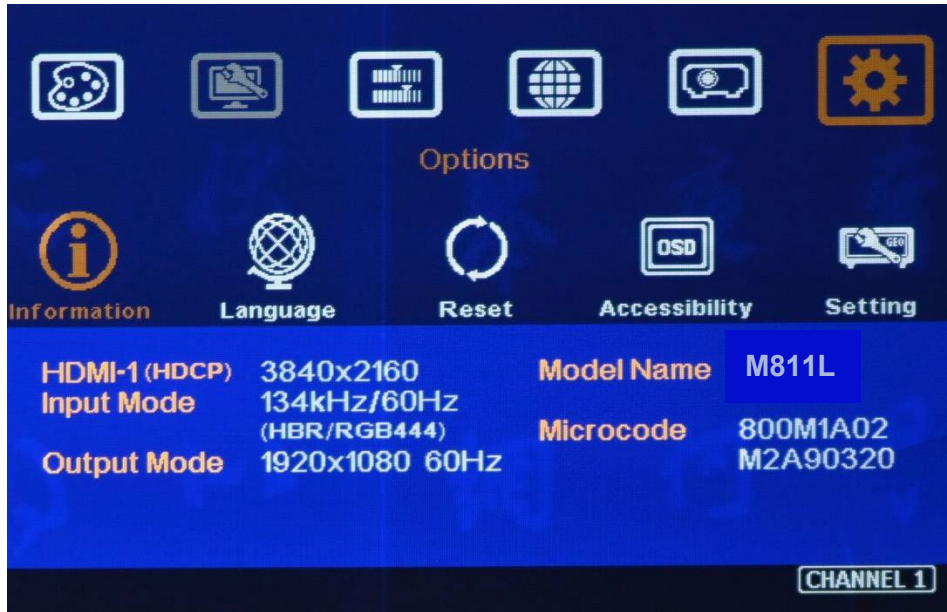 Options
OSD
GEO
Information Language Reset Accessibility Setting
HDMI-1 (HDCP) 3840x2160 Model Name M811L
Input Mode 134kHz/60Hz
(HBR/RGB444) Microcode 800M1A02
Output Mode 1920x1080 60Hz M2A90320
CHANNEL 1